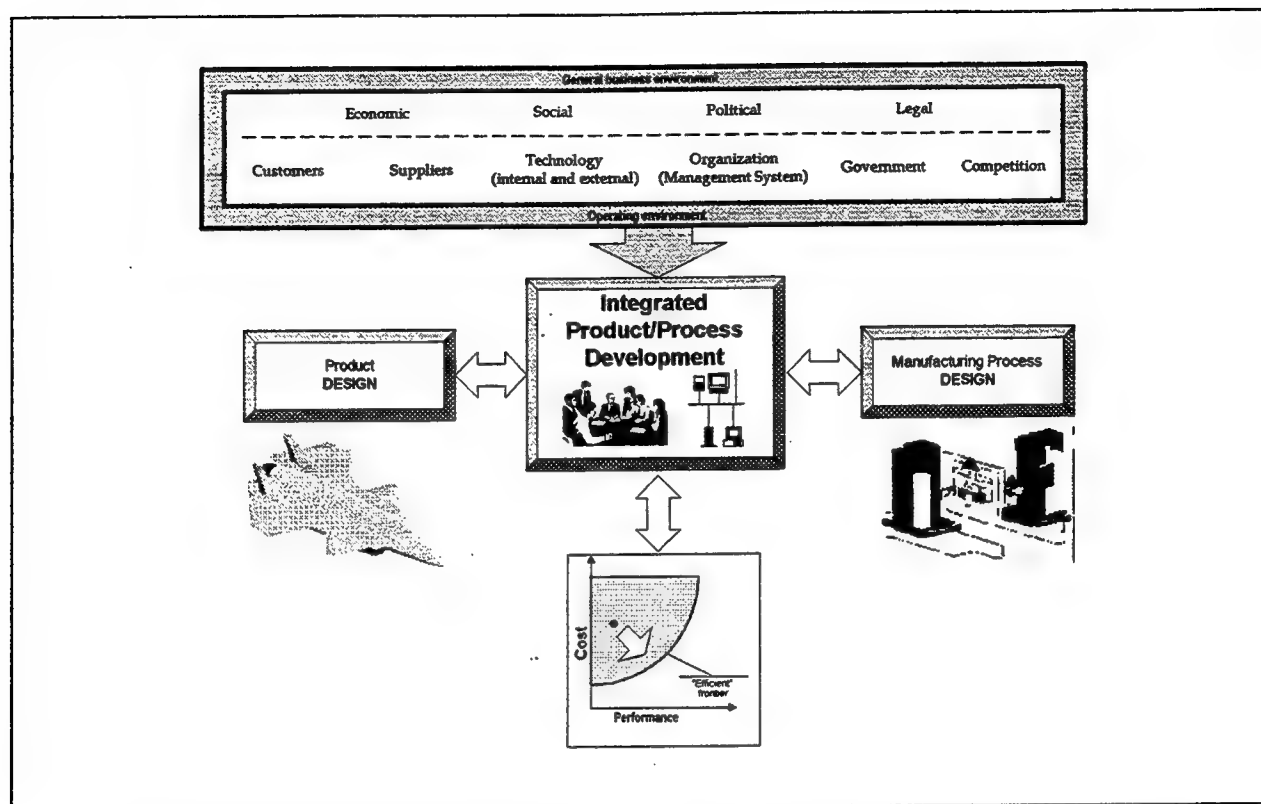 General business environment
Economic Social Political Legal
Customers Suppliers Technology (internal and external) Organization (Management System) Government Competition
Operating environment
Integrated
Product/Process
Development
Product
DESIGN
Manufacturing Process
DESIGN
Cost
"Efficient"
frontier
Performance